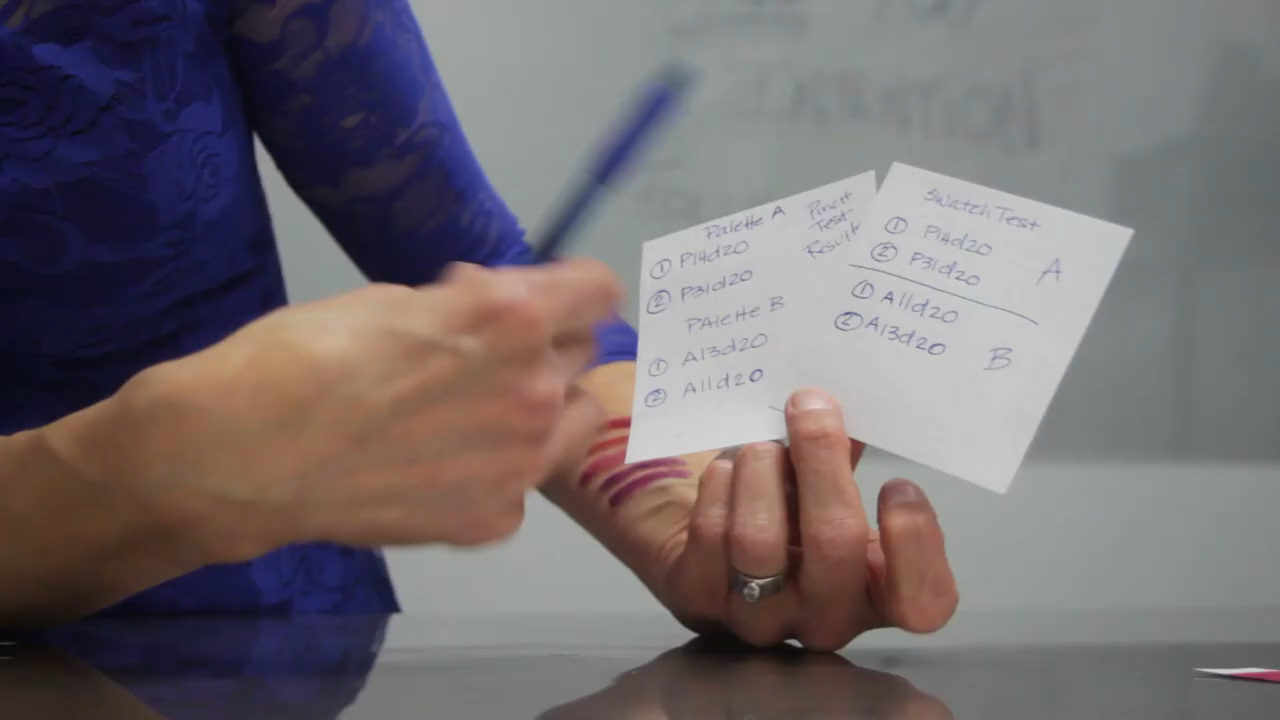 Palette A
① P14d20
② P31d20
PAlette B
① A13d20
② A11d20
Pinch
Test
Result
Swatch Test
① P14d20
② P31d20
A
① A11d20
② A13d20
B